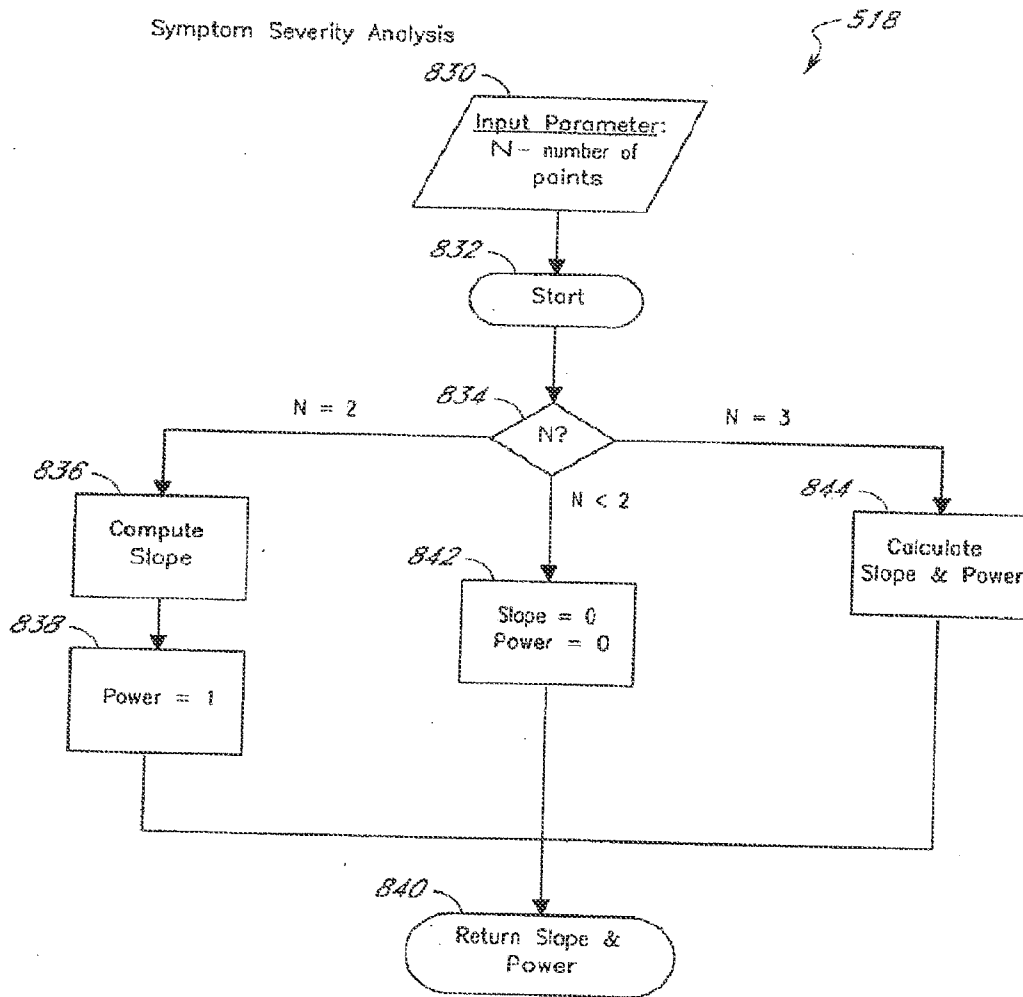 Symptom Severity Analysis
518
830
Input Parameter:
N - number of
points
832
Start
834
N?
N = 2
N = 3
N < 2
836
Compute
Slope
838
Power = 1
842
Slope = 0
Power = 0
844
Calculate
Slope & Power
840
Return Slope &
Power